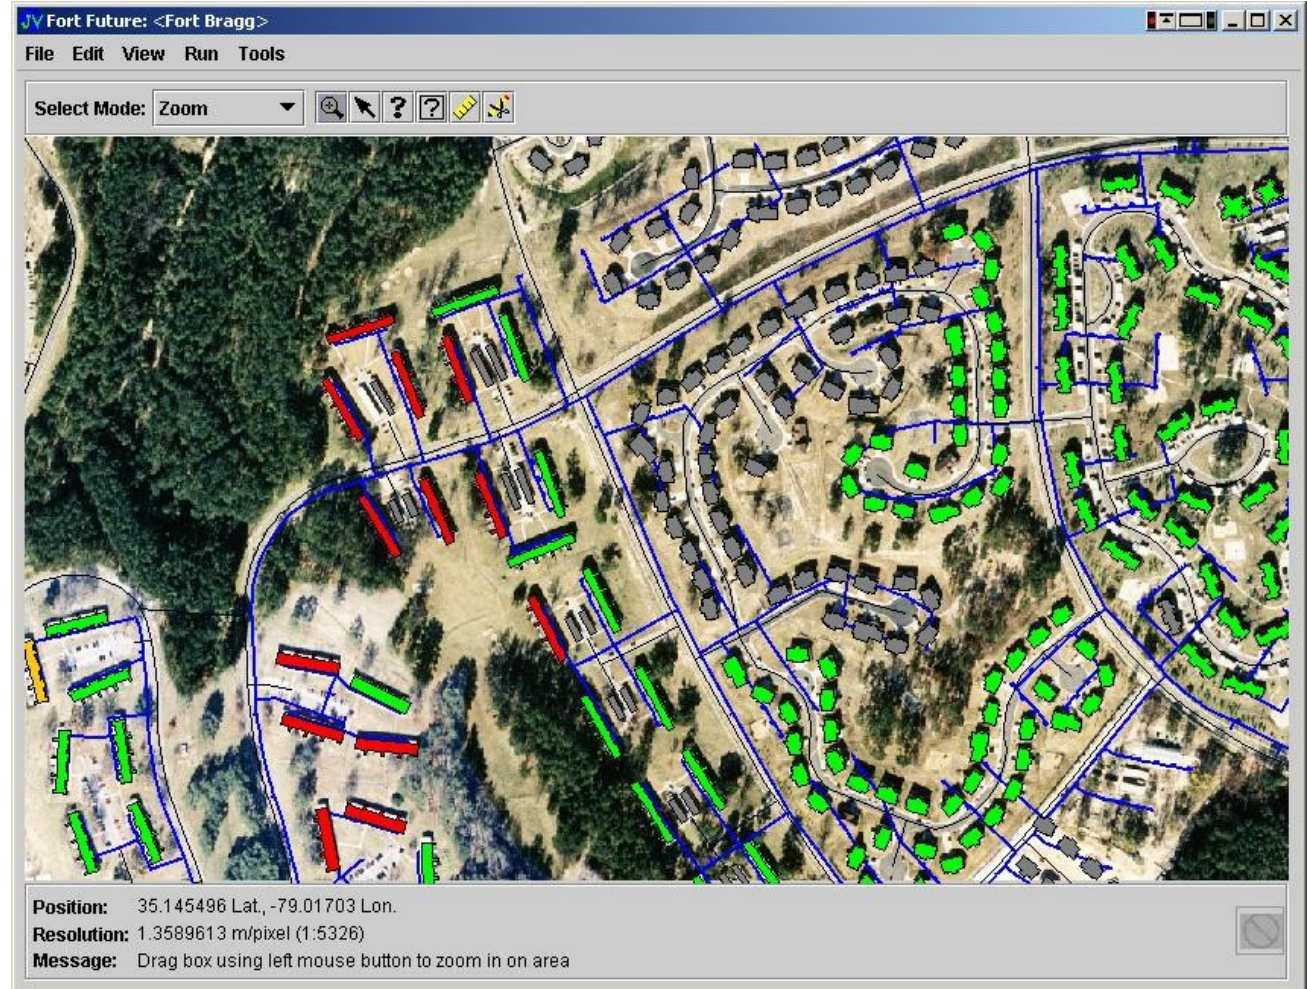 JV Fort Future: <Fort Bragg>
File Edit View Run Tools
Select Mode: Zoom
Position: 35.145496 Lat., -79.01703 Lon.
Resolution: 1.3589613 m/pixel (1:5326)
Message: Drag box using left mouse button to zoom in on area